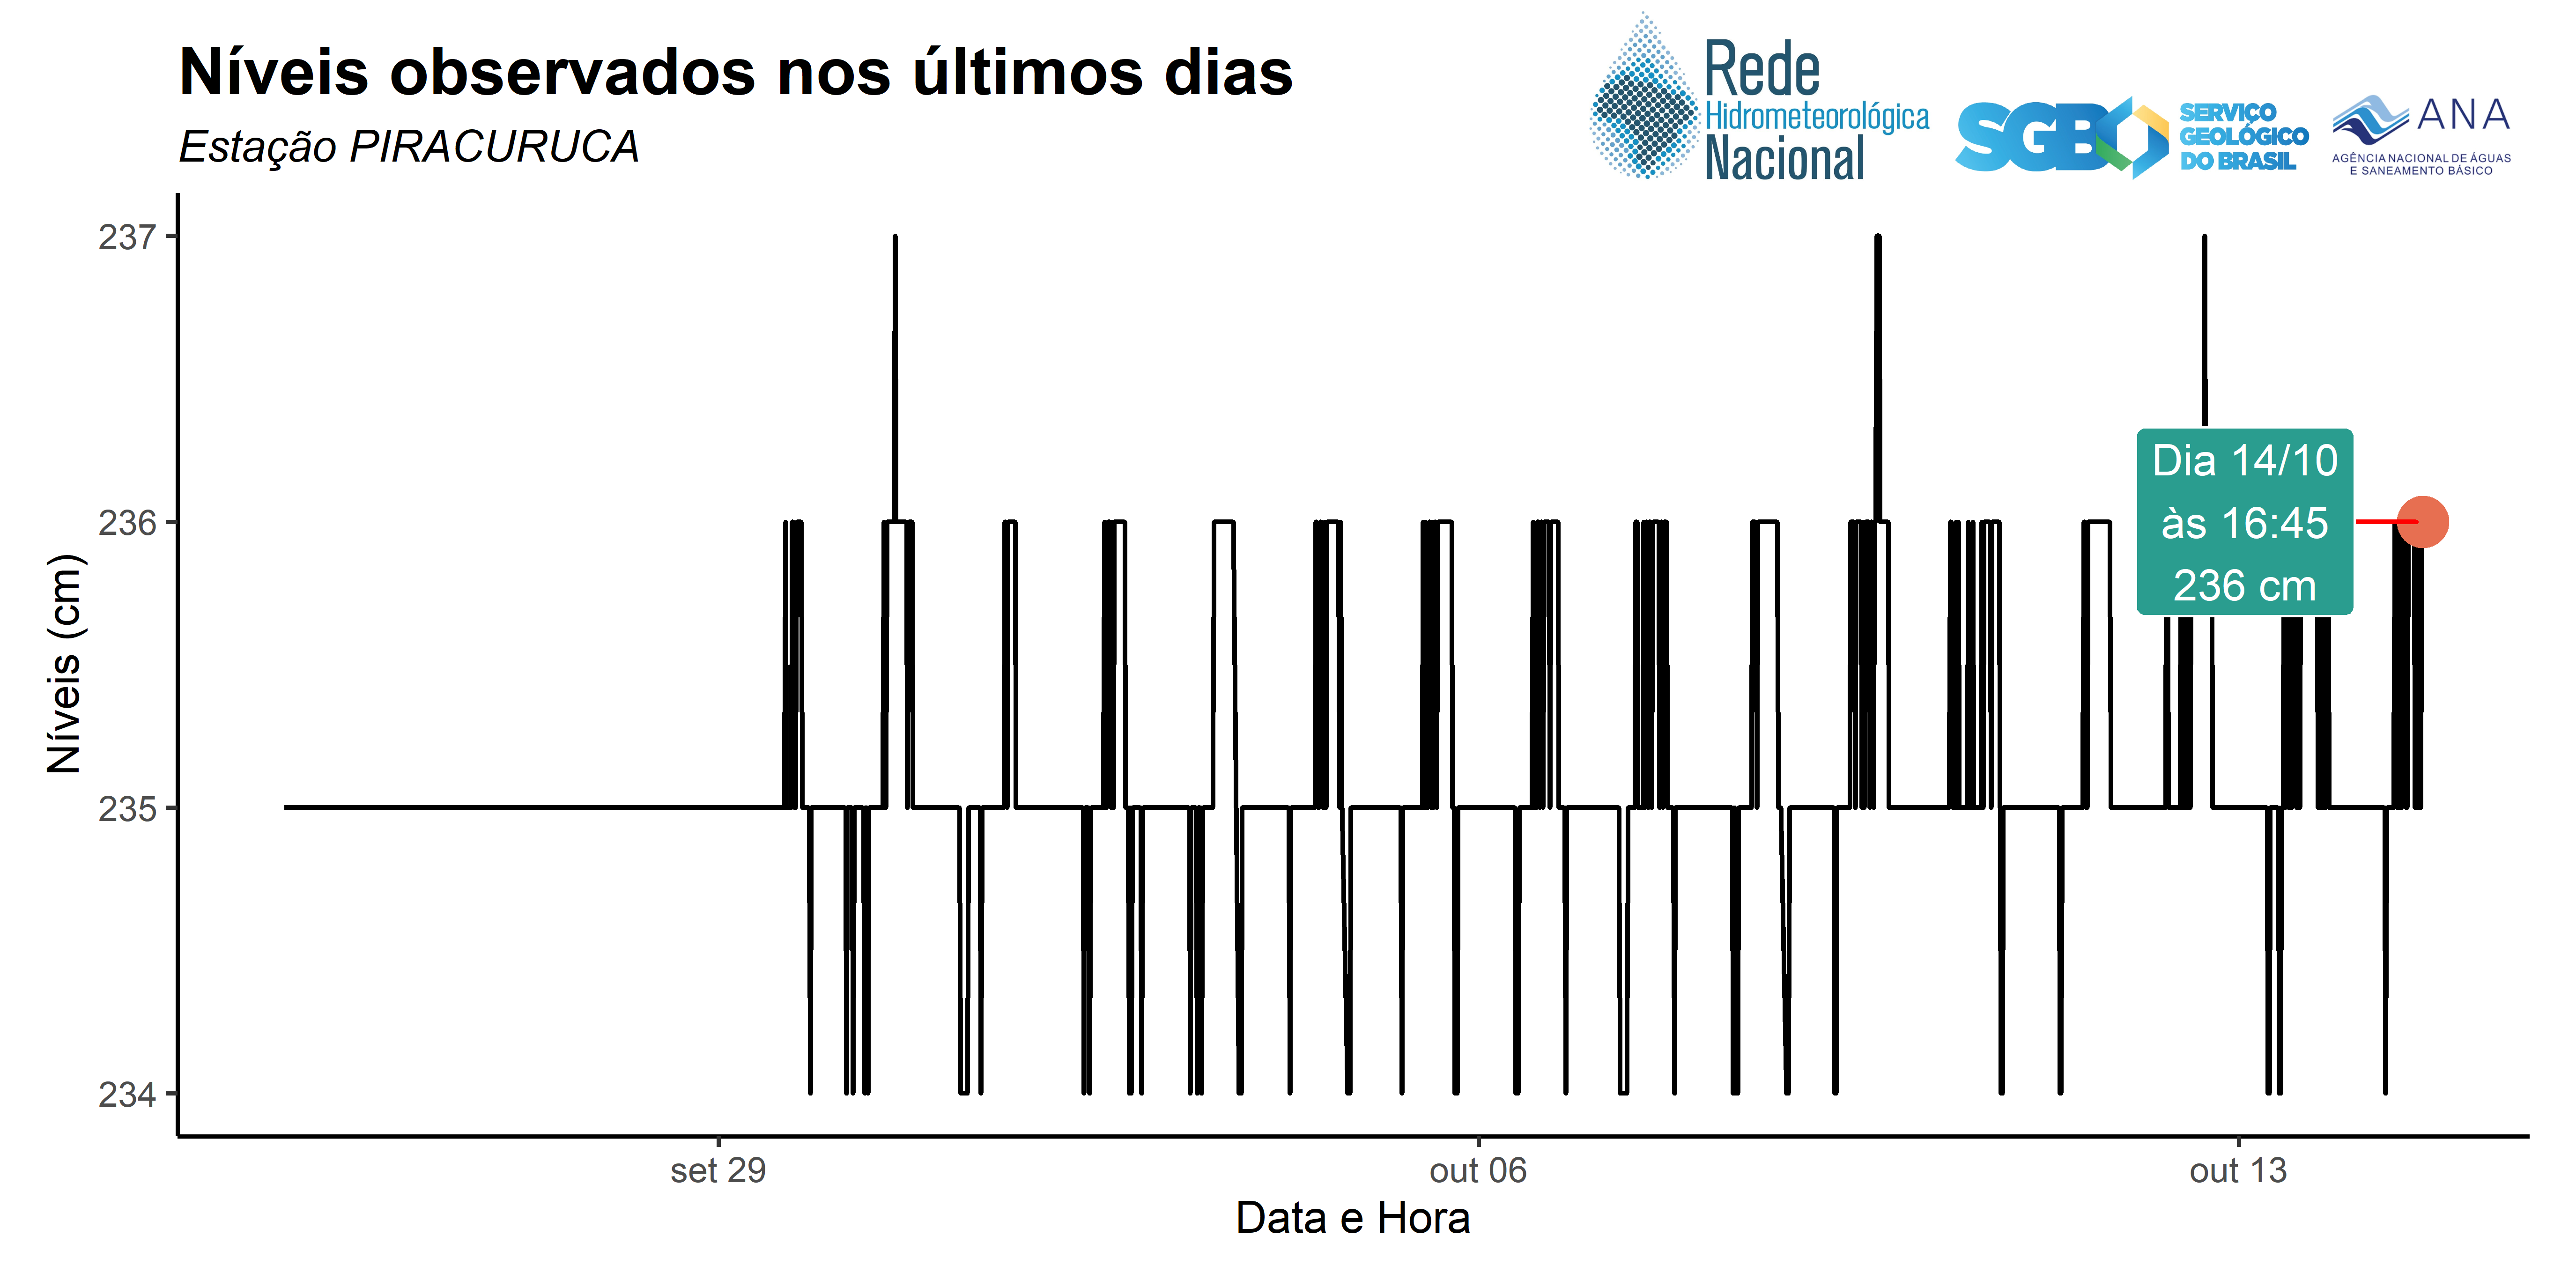 Níveis observados nos últimos dias
Estação PIRACURUCA
Rede
Hidrometeorológica
Nacional
SGB
SERVIÇO
GEOLÓGICO
DO BRASIL
ANA
AGÊNCIA NACIONAL DE ÁGUAS
E SANEAMENTO BÁSICO
237
236
235
234
Níveis (cm)
Dia 14/10
às 16:45
236 cm
set 29
out 06
out 13
Data e Hora